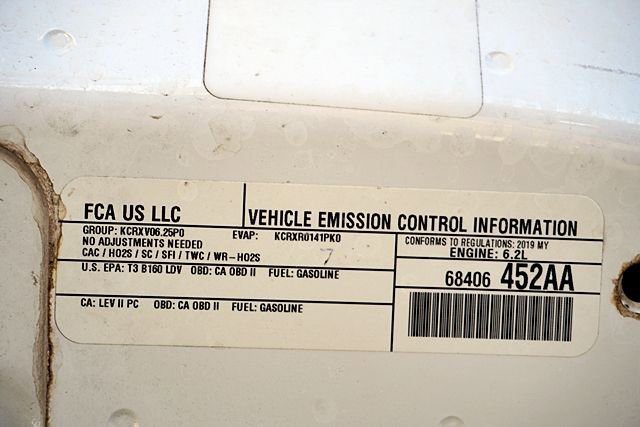 FCA US LLC
VEHICLE EMISSION CONTROL INFORMATION
GROUP: KCRXV06.25P0 EVAP: KCRXR0141PK0
NO ADJUSTMENTS NEEDED
CAC / HO2S / SC / SFI / TWC / WR-HO2S
U.S. EPA: T3 B160 LDV OBD: CA OBD II FUEL: GASOLINE
CA: LEV II PC OBD: CA OBD II FUEL: GASOLINE
CONFORMS TO REGULATIONS: 2019 MY
ENGINE: 6.2L
68406 452AA